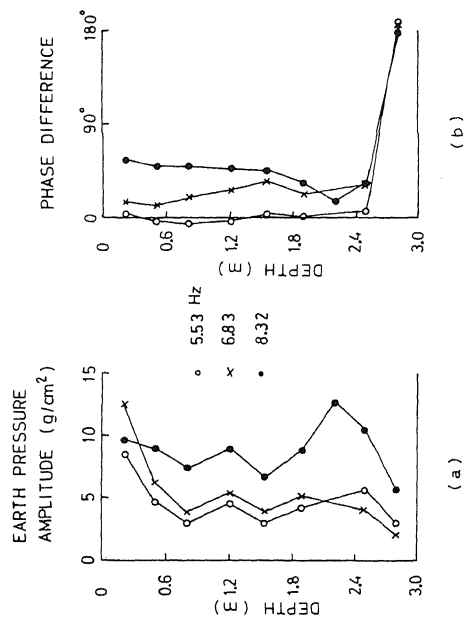 EARTH PRESSURE
AMPLITUDE (g/cm²)
0
5
10
15
0
0.6
1.2
1.8
2.4
3.0
DEPTH (m)
(a)
5.53 Hz
6.83
8.32
PHASE DIFFERENCE
0
90°
180°
0
0.6
1.2
1.8
2.4
3.0
DEPTH (m)
(b)